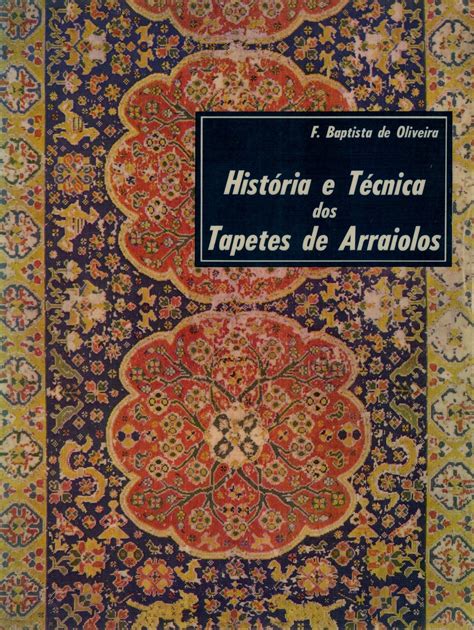 F. Baptista de Oliveira
História e Técnica
dos
Tapetes de Arraiolos